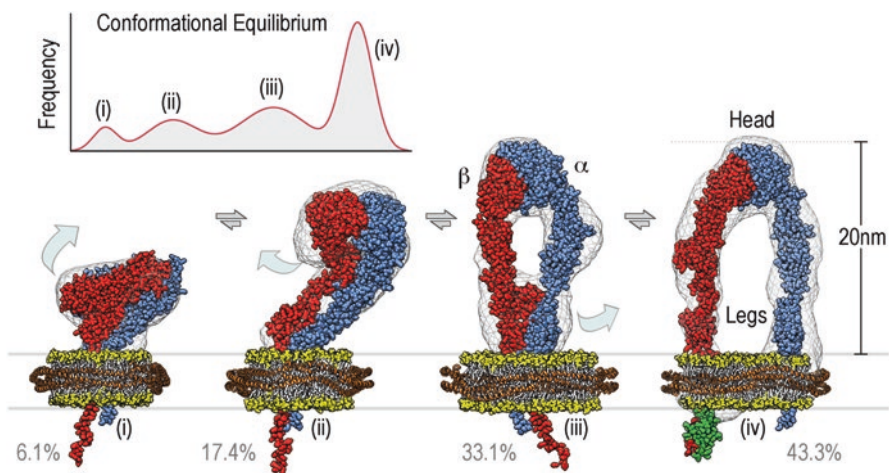 Conformational Equilibrium
Frequency
(i)
(ii)
(iii)
(iv)
Head
β
α
20nm
Legs
(i)
(ii)
(iii)
(iv)
6.1%
17.4%
33.1%
43.3%